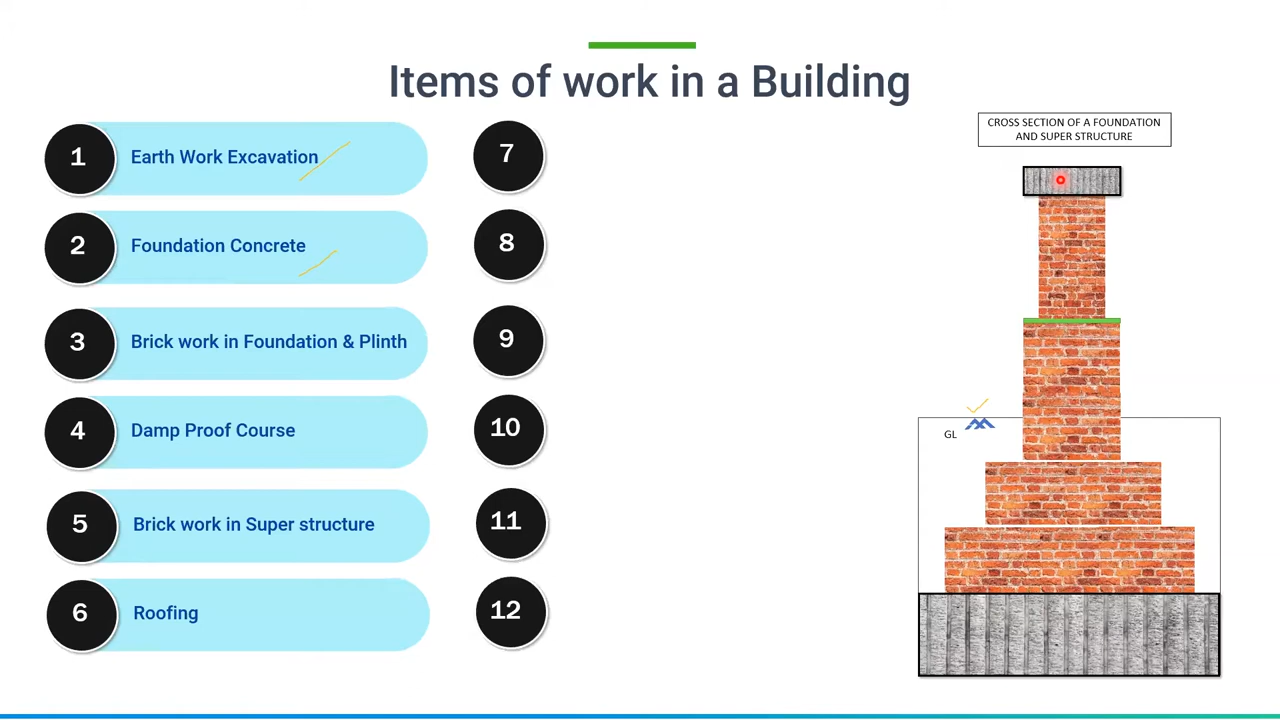 Items of work in a Building
1 Earth Work Excavation
2 Foundation Concrete
3 Brick work in Foundation & Plinth
4 Damp Proof Course
5 Brick work in Super structure
6 Roofing
7
8
9
10
11
12
CROSS SECTION OF A FOUNDATION
AND SUPER STRUCTURE
GL